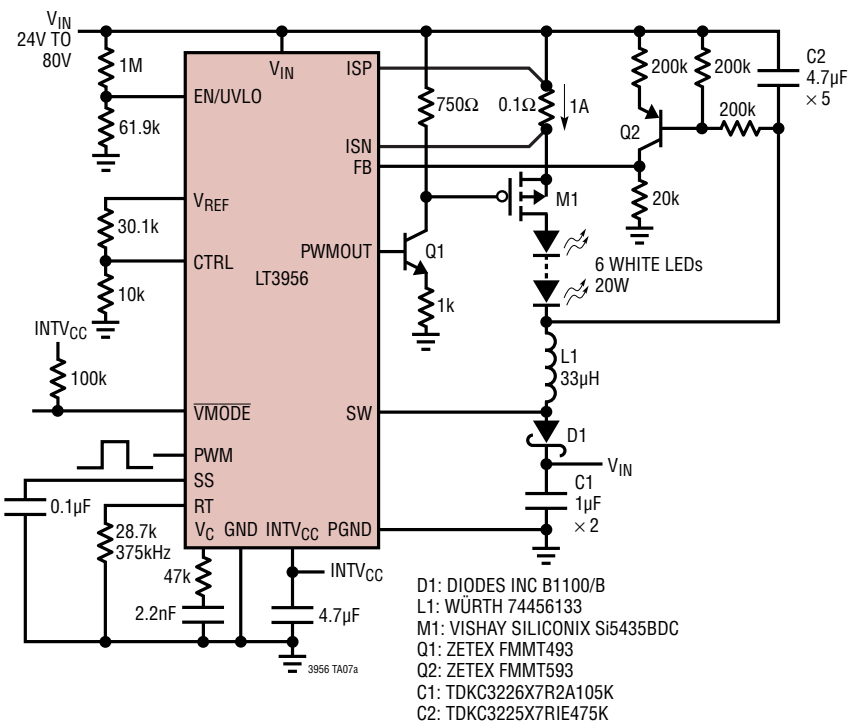 VIN
24V TO
80V
1M
61.9k
VIN
EN/UVLO
ISP
ISN
FB
750Ω
0.1Ω
1A
200k
200k
200k
C2
4.7µF
× 5
Q2
20k
VREF
30.1k
CTRL
10k
LT3956
PWMOUT
Q1
1k
M1
6 WHITE LEDs
20W
INTVCC
100k
VMODE
L1
33µH
SW
D1
VIN
C1
1µF
× 2
PWM
SS
0.1µF
RT
28.7k
375kHz
VC GND INTVCC PGND
47k
2.2nF
INTVCC
4.7µF
3956 TA07a
D1: DIODES INC B1100/B
L1: WÜRTH 74456133
M1: VISHAY SILICONIX Si5435BDC
Q1: ZETEX FMMT493
Q2: ZETEX FMMT593
C1: TDKC3226X7R2A105K
C2: TDKC3225X7RIE475K